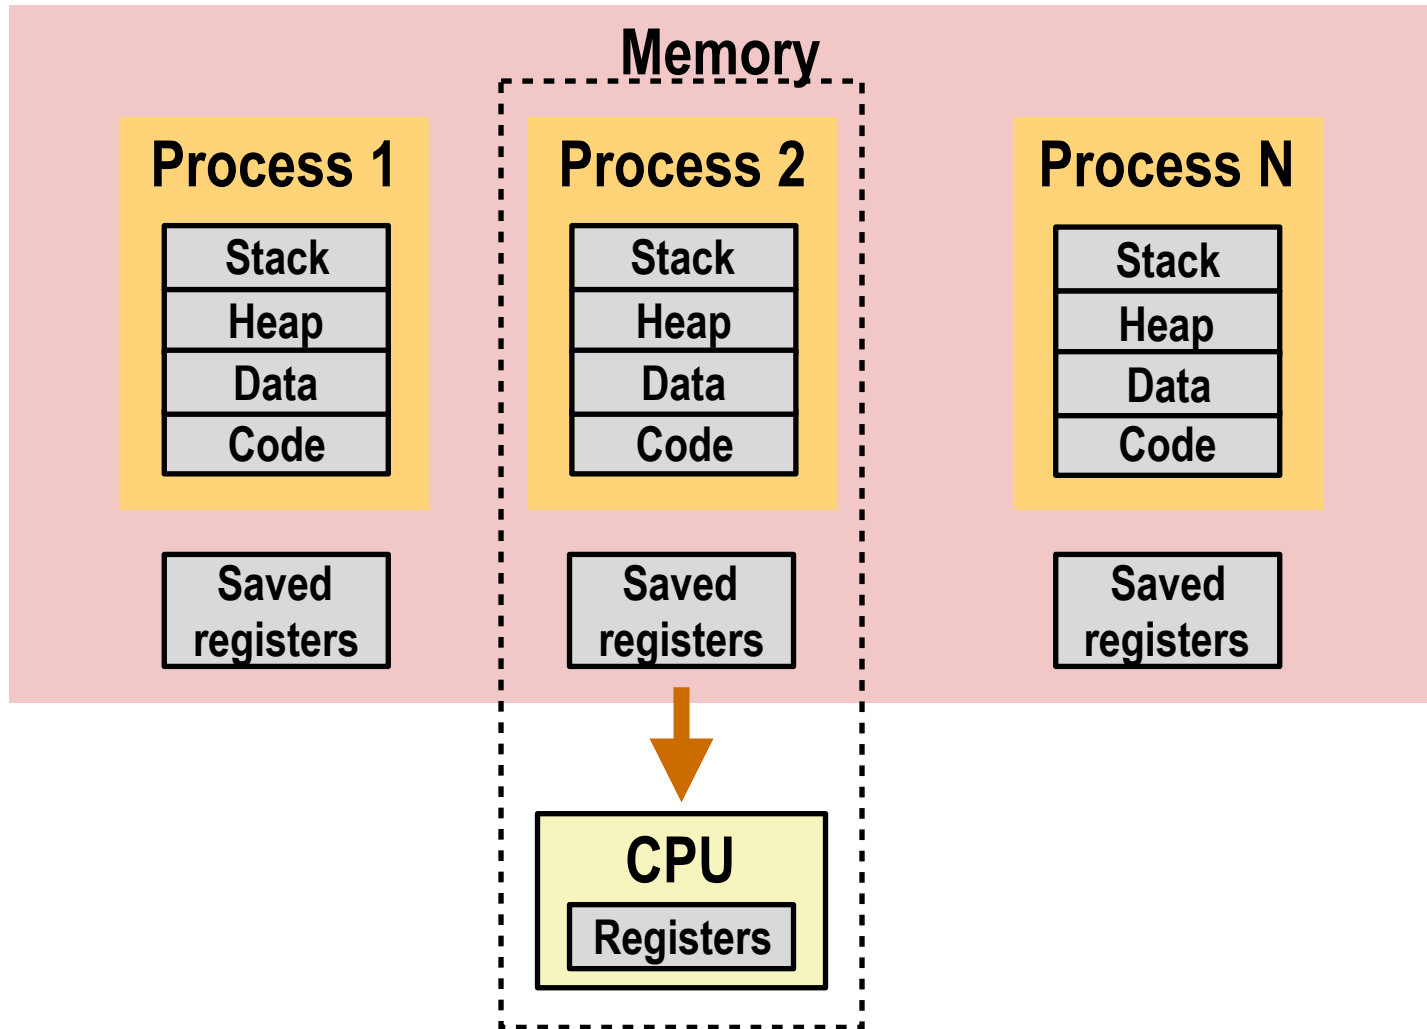 Memory
Process 1
Stack
Heap
Data
Code
Saved
registers
Process 2
Stack
Heap
Data
Code
Saved
registers
Process N
Stack
Heap
Data
Code
Saved
registers
CPU
Registers